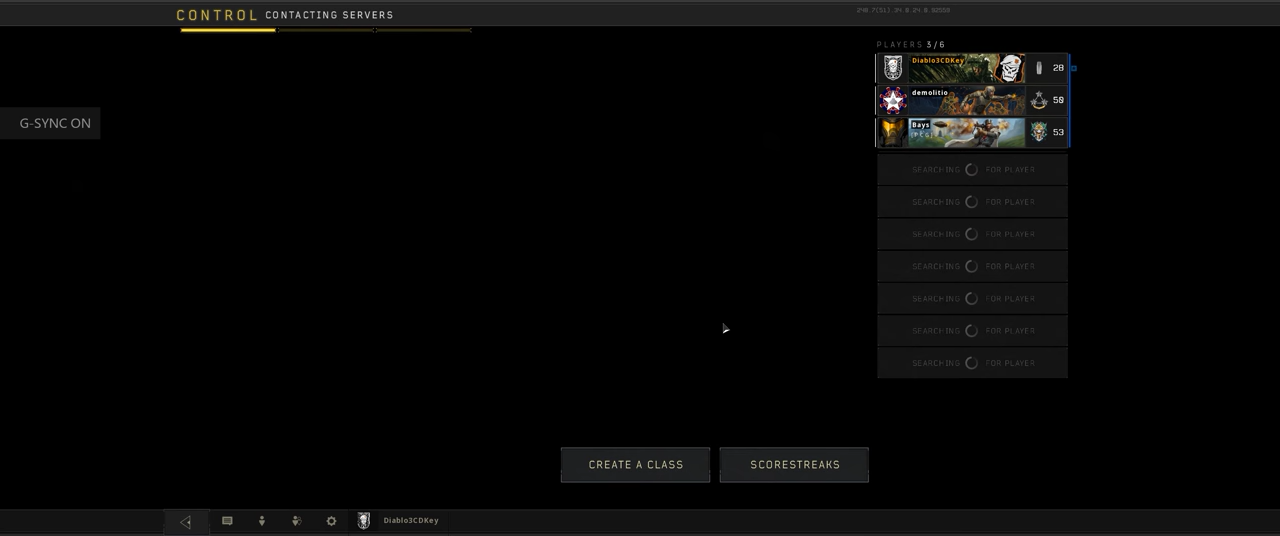 CONTROL CONTACTING SERVERS
PLAYERS 3/6
Diablo3CDKey 28
G-SYNC ON
demolitio 50
Bays 53
SEARCHING FOR PLAYER
SEARCHING FOR PLAYER
SEARCHING FOR PLAYER
SEARCHING FOR PLAYER
SEARCHING FOR PLAYER
SEARCHING FOR PLAYER
SEARCHING FOR PLAYER
CREATE A CLASS SCORESTREAKS
Diablo3CDKey